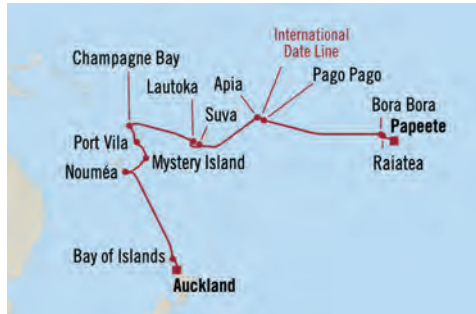 International
Date Line
Champagne Bay
Lautoka
Apia
Pago Pago
Suva
Bora Bora
Port Vila
Papeete
Mystery Island
Raiatea
Nouméa
Bay of Islands
Auckland